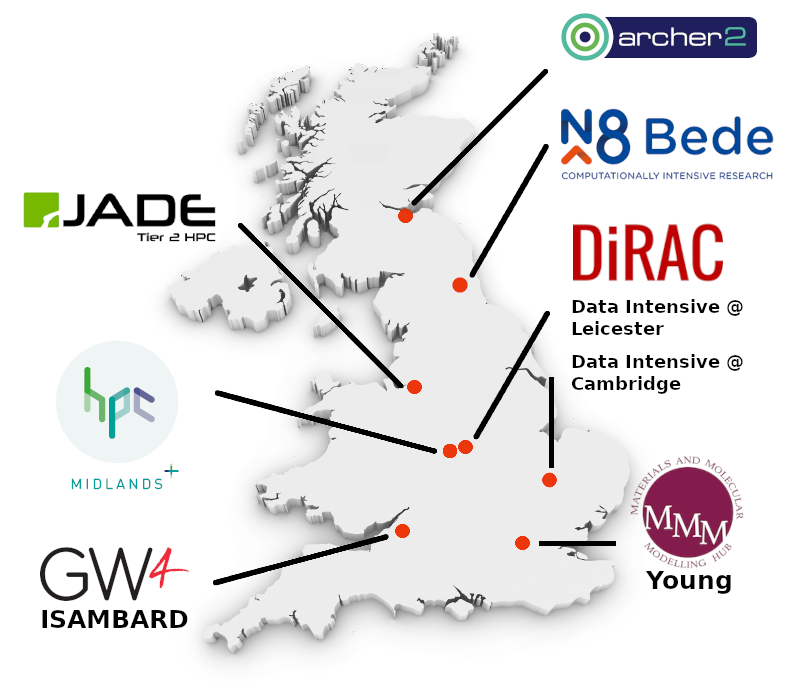 archer2
N8 Bede
COMPUTATIONALLY INTENSIVE RESEARCH
JADE
Tier 2 HPC
DiRAC
Data Intensive @
Leicester
Data Intensive @
Cambridge
hpc
MIDLANDS+
MATERIALS AND MOLECULAR
MMM
MODELLING HUB
Young
GW4
ISAMBARD